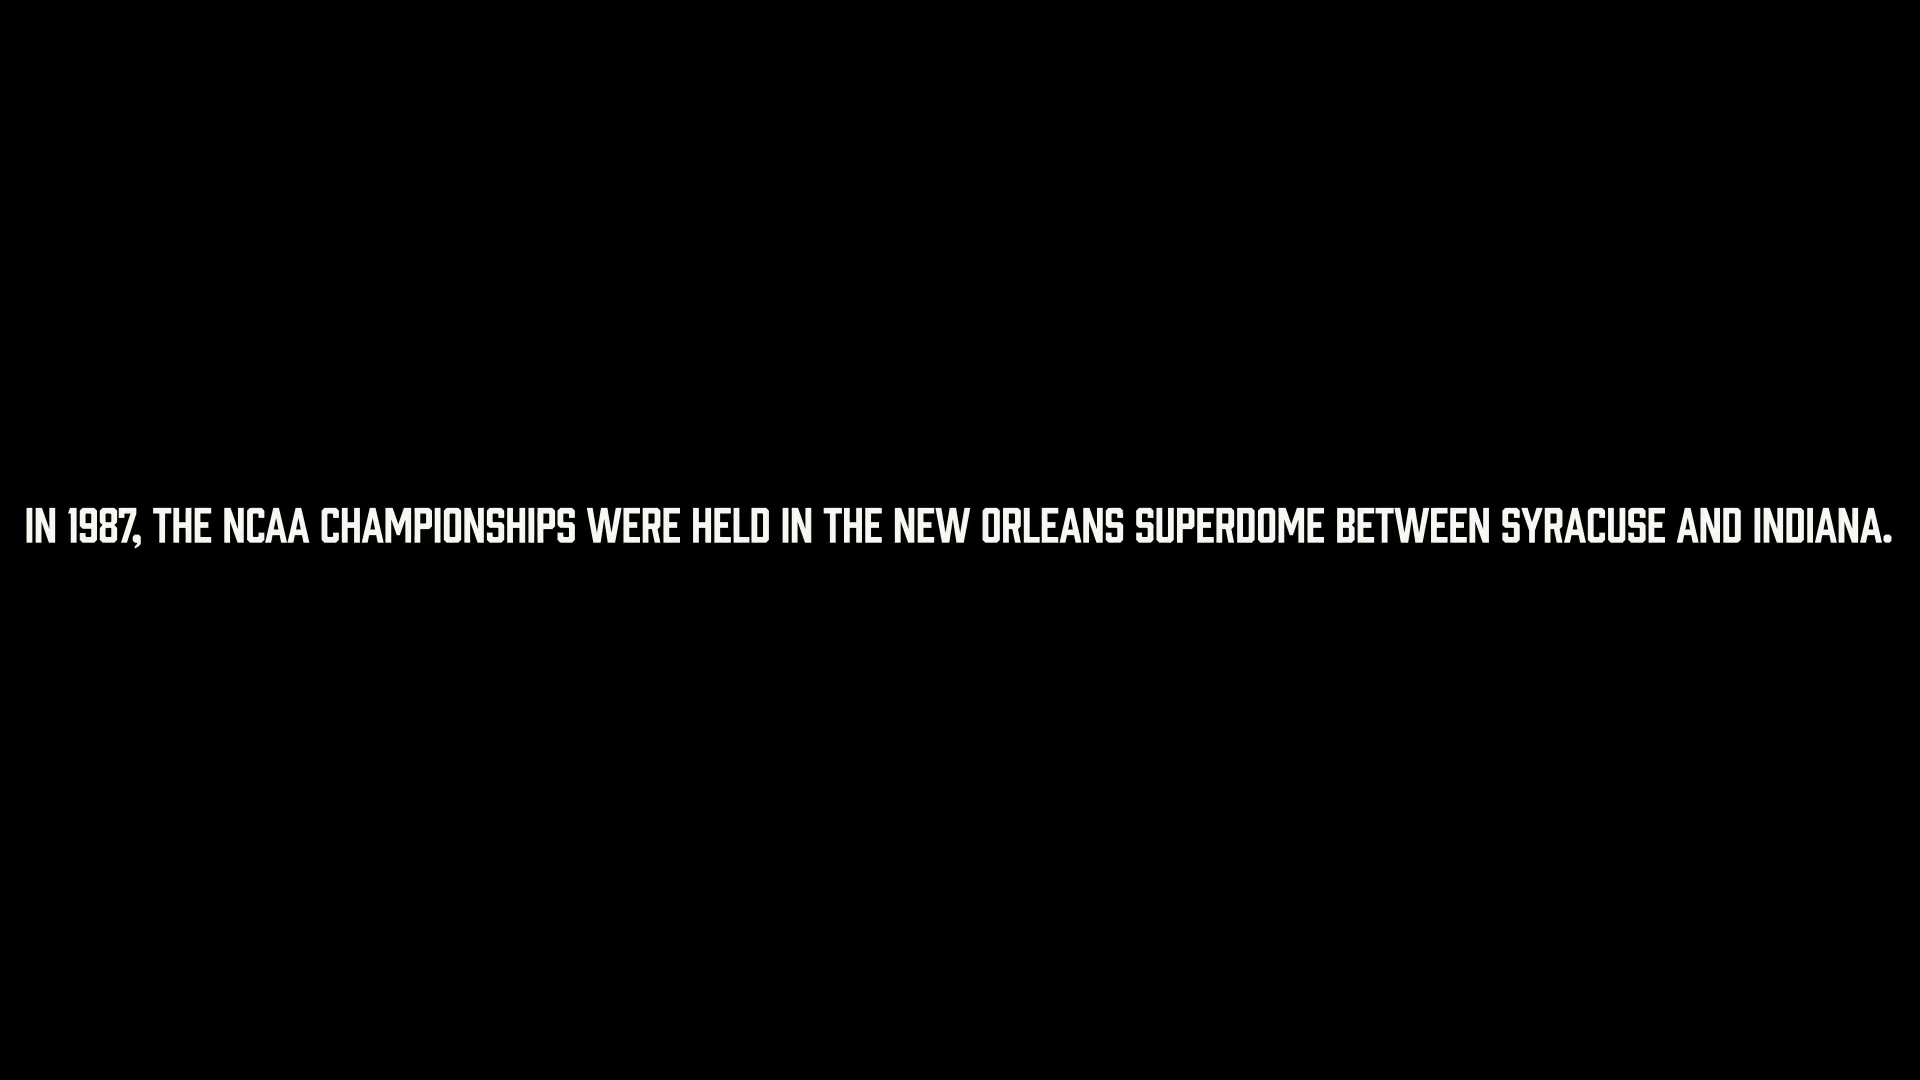 IN 1987, THE NCAA CHAMPIONSHIPS WERE HELD IN THE NEW ORLEANS SUPERDOME BETWEEN SYRACUSE AND INDIANA.